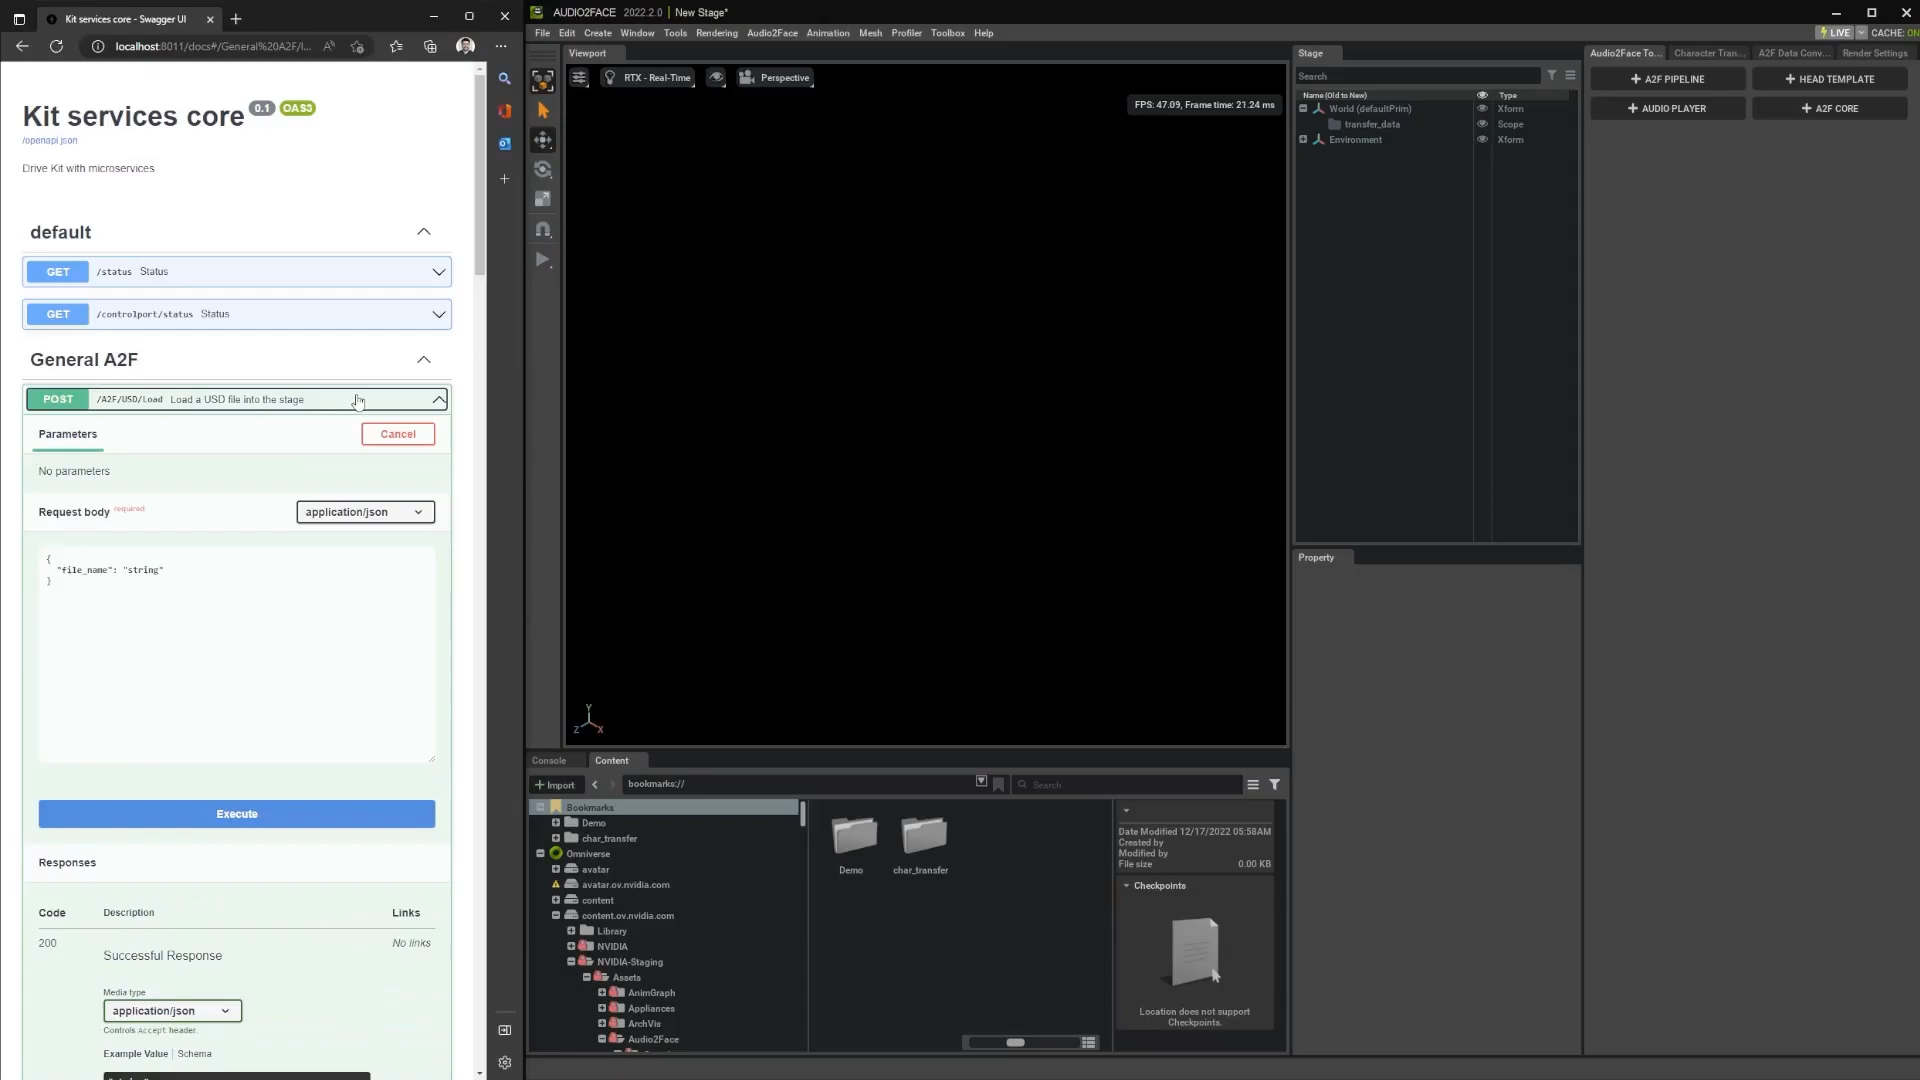 Kit services core - Swagger UI
localhost:8011/docs#/General%20A2F/l...
Kit services core 0.1 OAS3
/openapi.json
Drive Kit with microservices
default
GET /status Status
GET /controlport/status Status
General A2F
POST /A2F/USD/Load Load a USD file into the stage
Parameters
Cancel
No parameters
Request body required
application/json
{
"file_name": "string"
}
Execute
Responses
Code Description Links
200 Successful Response No links
Media type
application/json
Controls Accept header.
Example Value Schema
AUDIO2FACE 2022.2.0 New Stage*
File Edit Create Window Tools Rendering Audio2Face Animation Mesh Profiler Toolbox Help
LIVE CACHE: ON
Viewport
RTX - Real-Time
Perspective
FPS: 47.09, Frame time: 21.24 ms
Y
Z X
Stage
Search
Name (Old to New) Type
World (defaultPrim) Xform
transfer_data Scope
Environment Xform
Property
Audio2Face To... Character Tran... A2F Data Conv... Render Settings
+ A2F PIPELINE
+ HEAD TEMPLATE
+ AUDIO PLAYER
+ A2F CORE
Console Content
+ Import
bookmarks://
Search
Bookmarks
Demo
char_transfer
Omniverse
avatar
avatar.ov.nvidia.com
content
content.ov.nvidia.com
Library
NVIDIA
NVIDIA-Staging
Assets
AnimGraph
Appliances
ArchVis
Audio2Face
Demo
char_transfer
Date Modified 12/17/2022 05:58AM
Created by
Modified by
File size 0.00 KB
Checkpoints
Location does not support
Checkpoints.